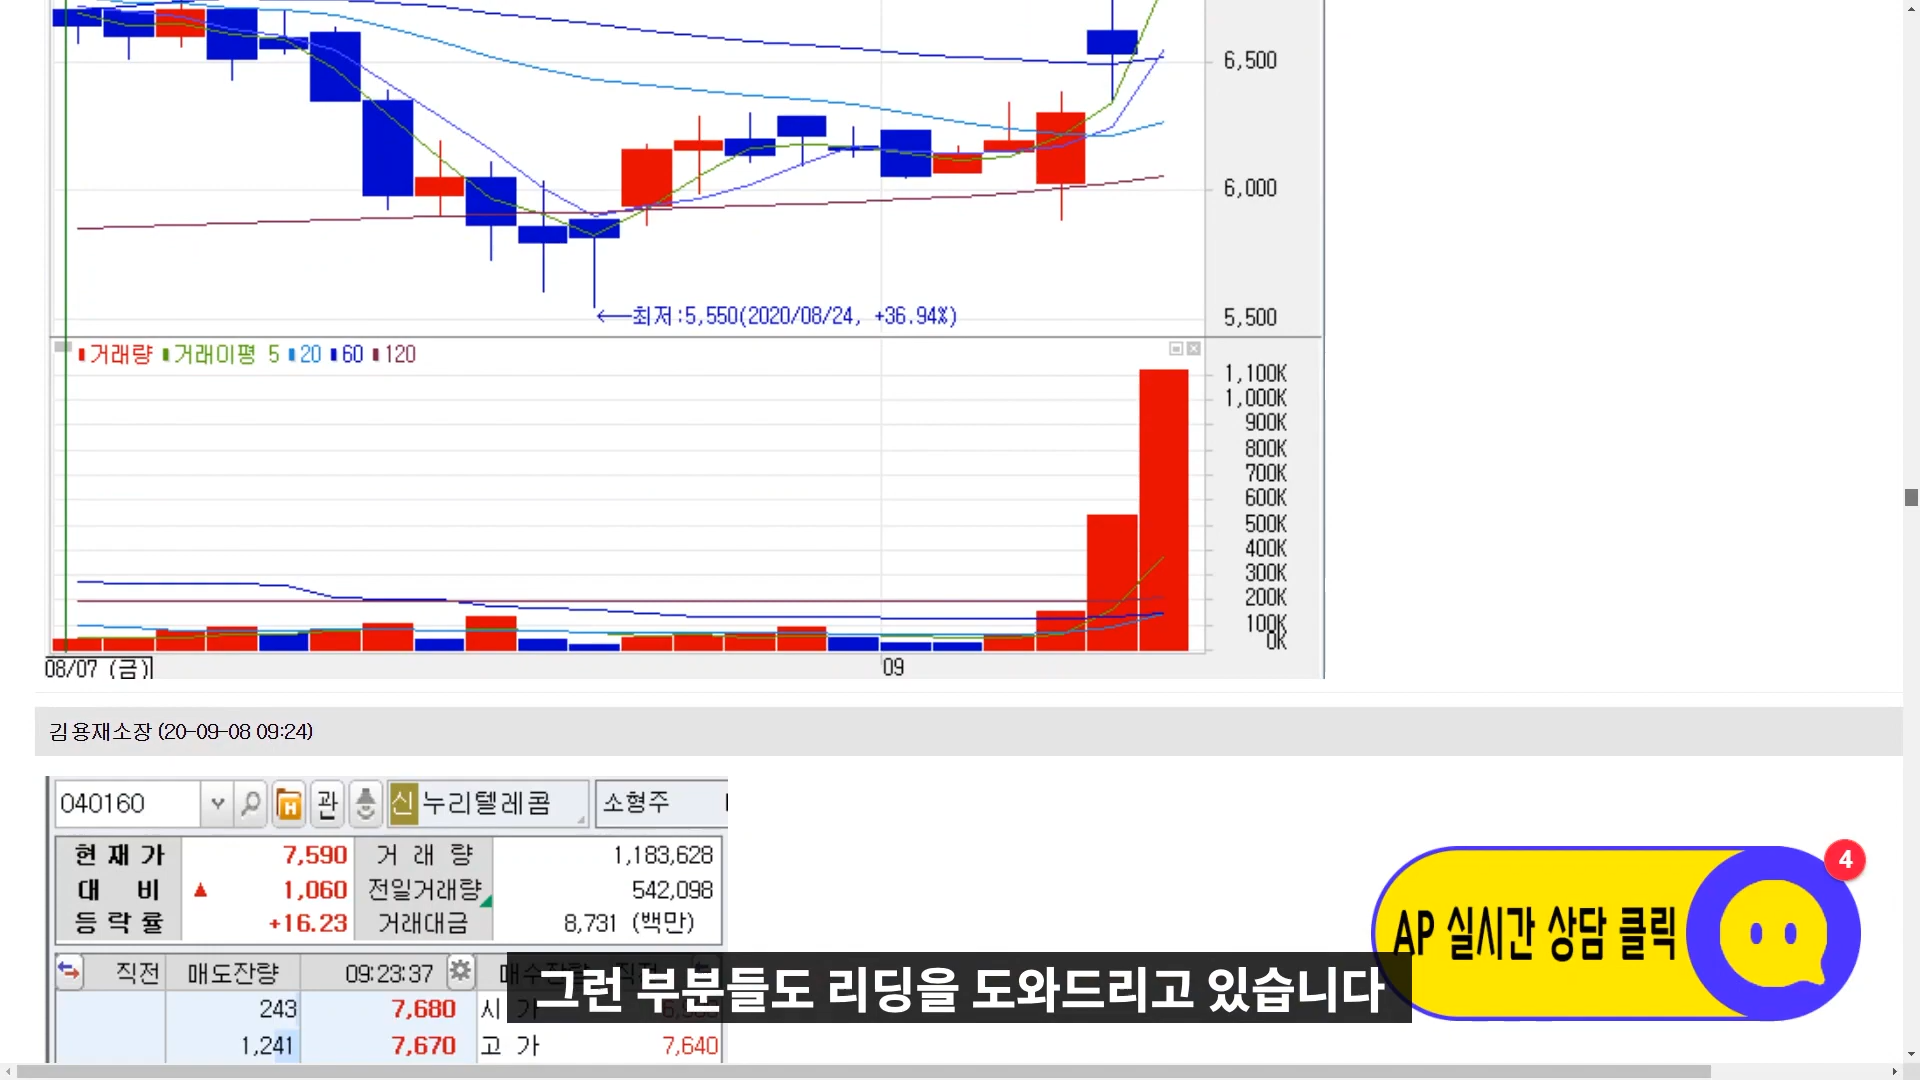 6,500
6,000
←최저:5,550(2020/08/24, +36.94%)
5,500
거래량 거래이평 5 20 60 120
1,100K
1,000K
900K
800K
700K
600K
500K
400K
300K
200K
100K
0K
08/07 (금)
09
김용재소장 (20-09-08 09:24)
040160 관 신 누리텔레콤 소형주
현재가 7,590 거래량 1,183,628
대비 ▲ 1,060 전일거래량 542,098
등락률 +16.23 거래대금 8,731 (백만)
직전 매도잔량 09:23:37
243 7,680 시가
1,241 7,670 고가 7,640
그런 부분들도 리딩을 도와드리고 있습니다
AP 실시간 상담 클릭
4